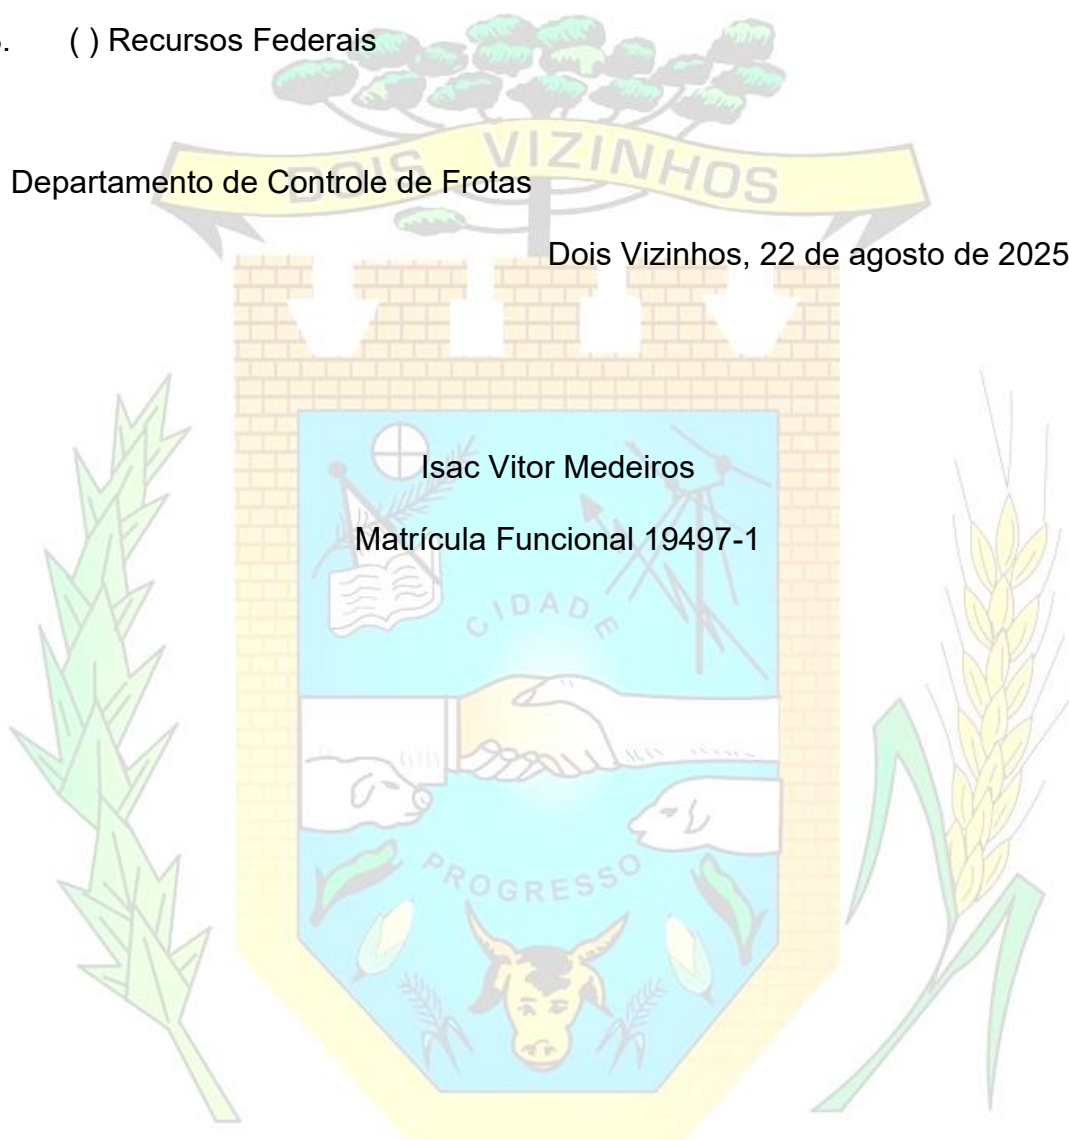 ( ) Recursos Federais
DOIS VIZINHOS
Departamento de Controle de Frotas
Dois Vizinhos, 22 de agosto de 2025
Isac Vitor Medeiros
Matrícula Funcional 19497-1
CIDADE
PROGRESSO